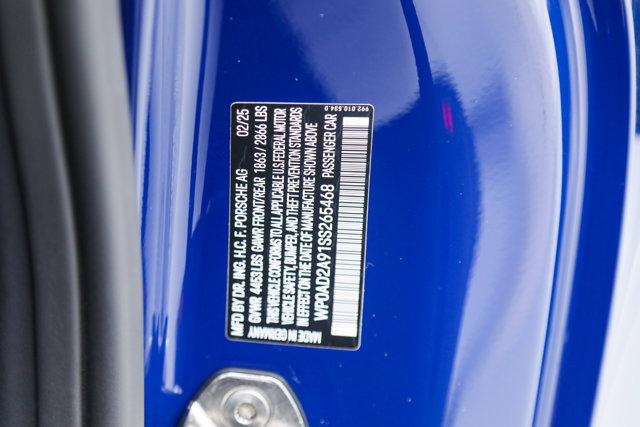 MFD BY DR. ING. H.C. F. PORSCHE AG 02/25
GVWR 4453 LBS GAWR FRONT/REAR 1863 / 2866 LBS
THIS VEHICLE CONFORMS TO ALL APPLICABLE U.S. FEDERAL MOTOR
VEHICLE SAFETY, BUMPER, AND THEFT PREVENTION STANDARDS
IN EFFECT ON THE DATE OF MANUFACTURE SHOWN ABOVE
WP0AD2A91SS265468 PASSENGER CAR
MADE IN GERMANY
992.010.534.0